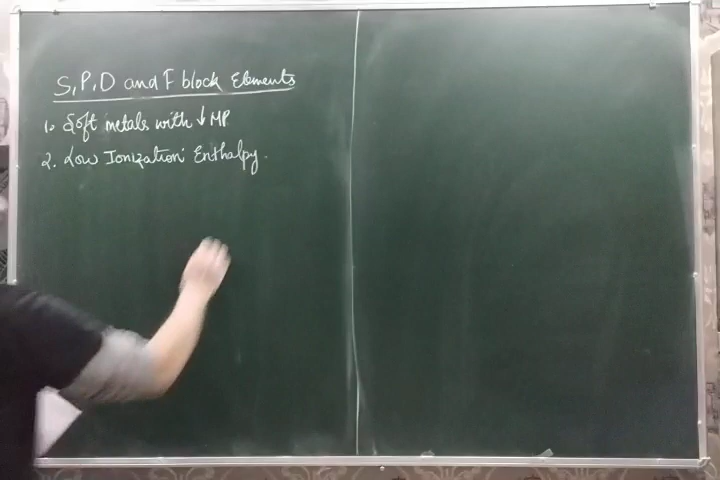 S, P, D and F block Elements
1. Soft metals with ↓ MP
2. Low Ionization Enthalpy.